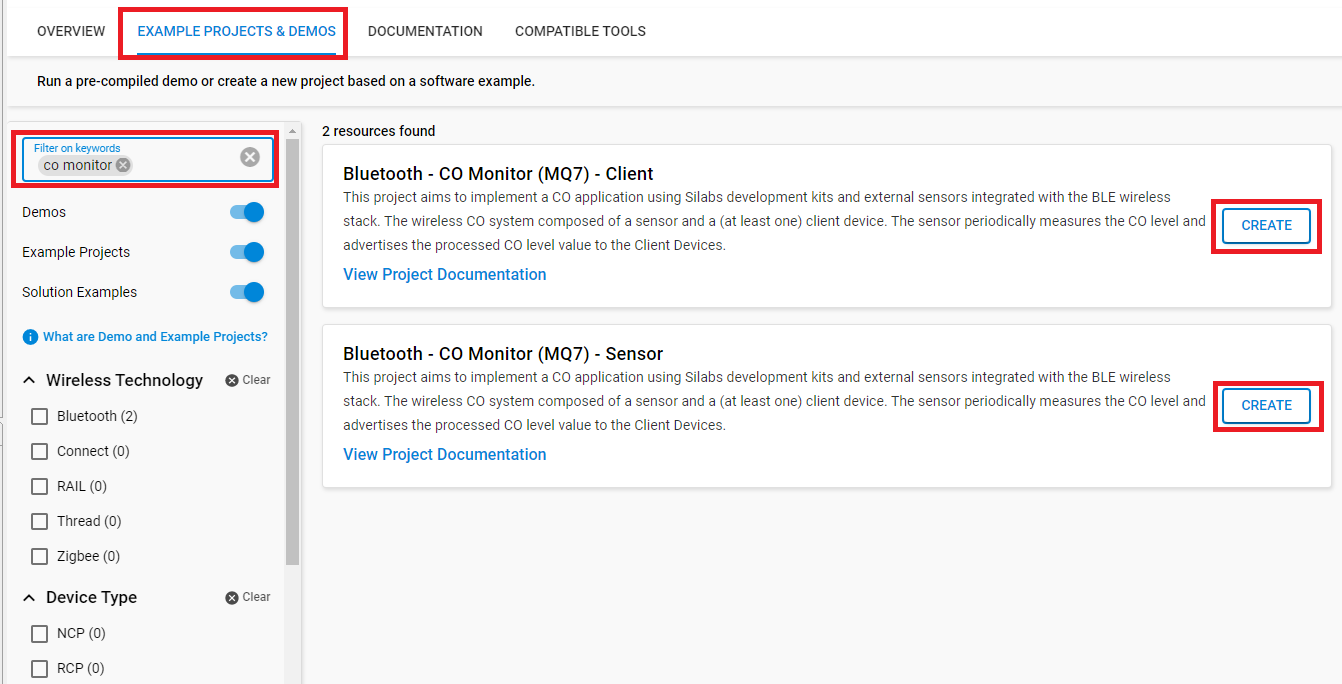 OVERVIEW EXAMPLE PROJECTS & DEMOS DOCUMENTATION COMPATIBLE TOOLS
Run a pre-compiled demo or create a new project based on a software example.
Filter on keywords
co monitor
Demos
Example Projects
Solution Examples
What are Demo and Example Projects?
Wireless Technology Clear
Bluetooth (2)
Connect (0)
RAIL (0)
Thread (0)
Zigbee (0)
Device Type Clear
NCP (0)
RCP (0)
2 resources found
Bluetooth - CO Monitor (MQ7) - Client
This project aims to implement a CO application using Silabs development kits and external sensors integrated with the BLE wireless
stack. The wireless CO system composed of a sensor and a (at least one) client device. The sensor periodically measures the CO level and
advertises the processed CO level value to the Client Devices.
View Project Documentation
CREATE
Bluetooth - CO Monitor (MQ7) - Sensor
This project aims to implement a CO application using Silabs development kits and external sensors integrated with the BLE wireless
stack. The wireless CO system composed of a sensor and a (at least one) client device. The sensor periodically measures the CO level and
advertises the processed CO level value to the Client Devices.
View Project Documentation
CREATE